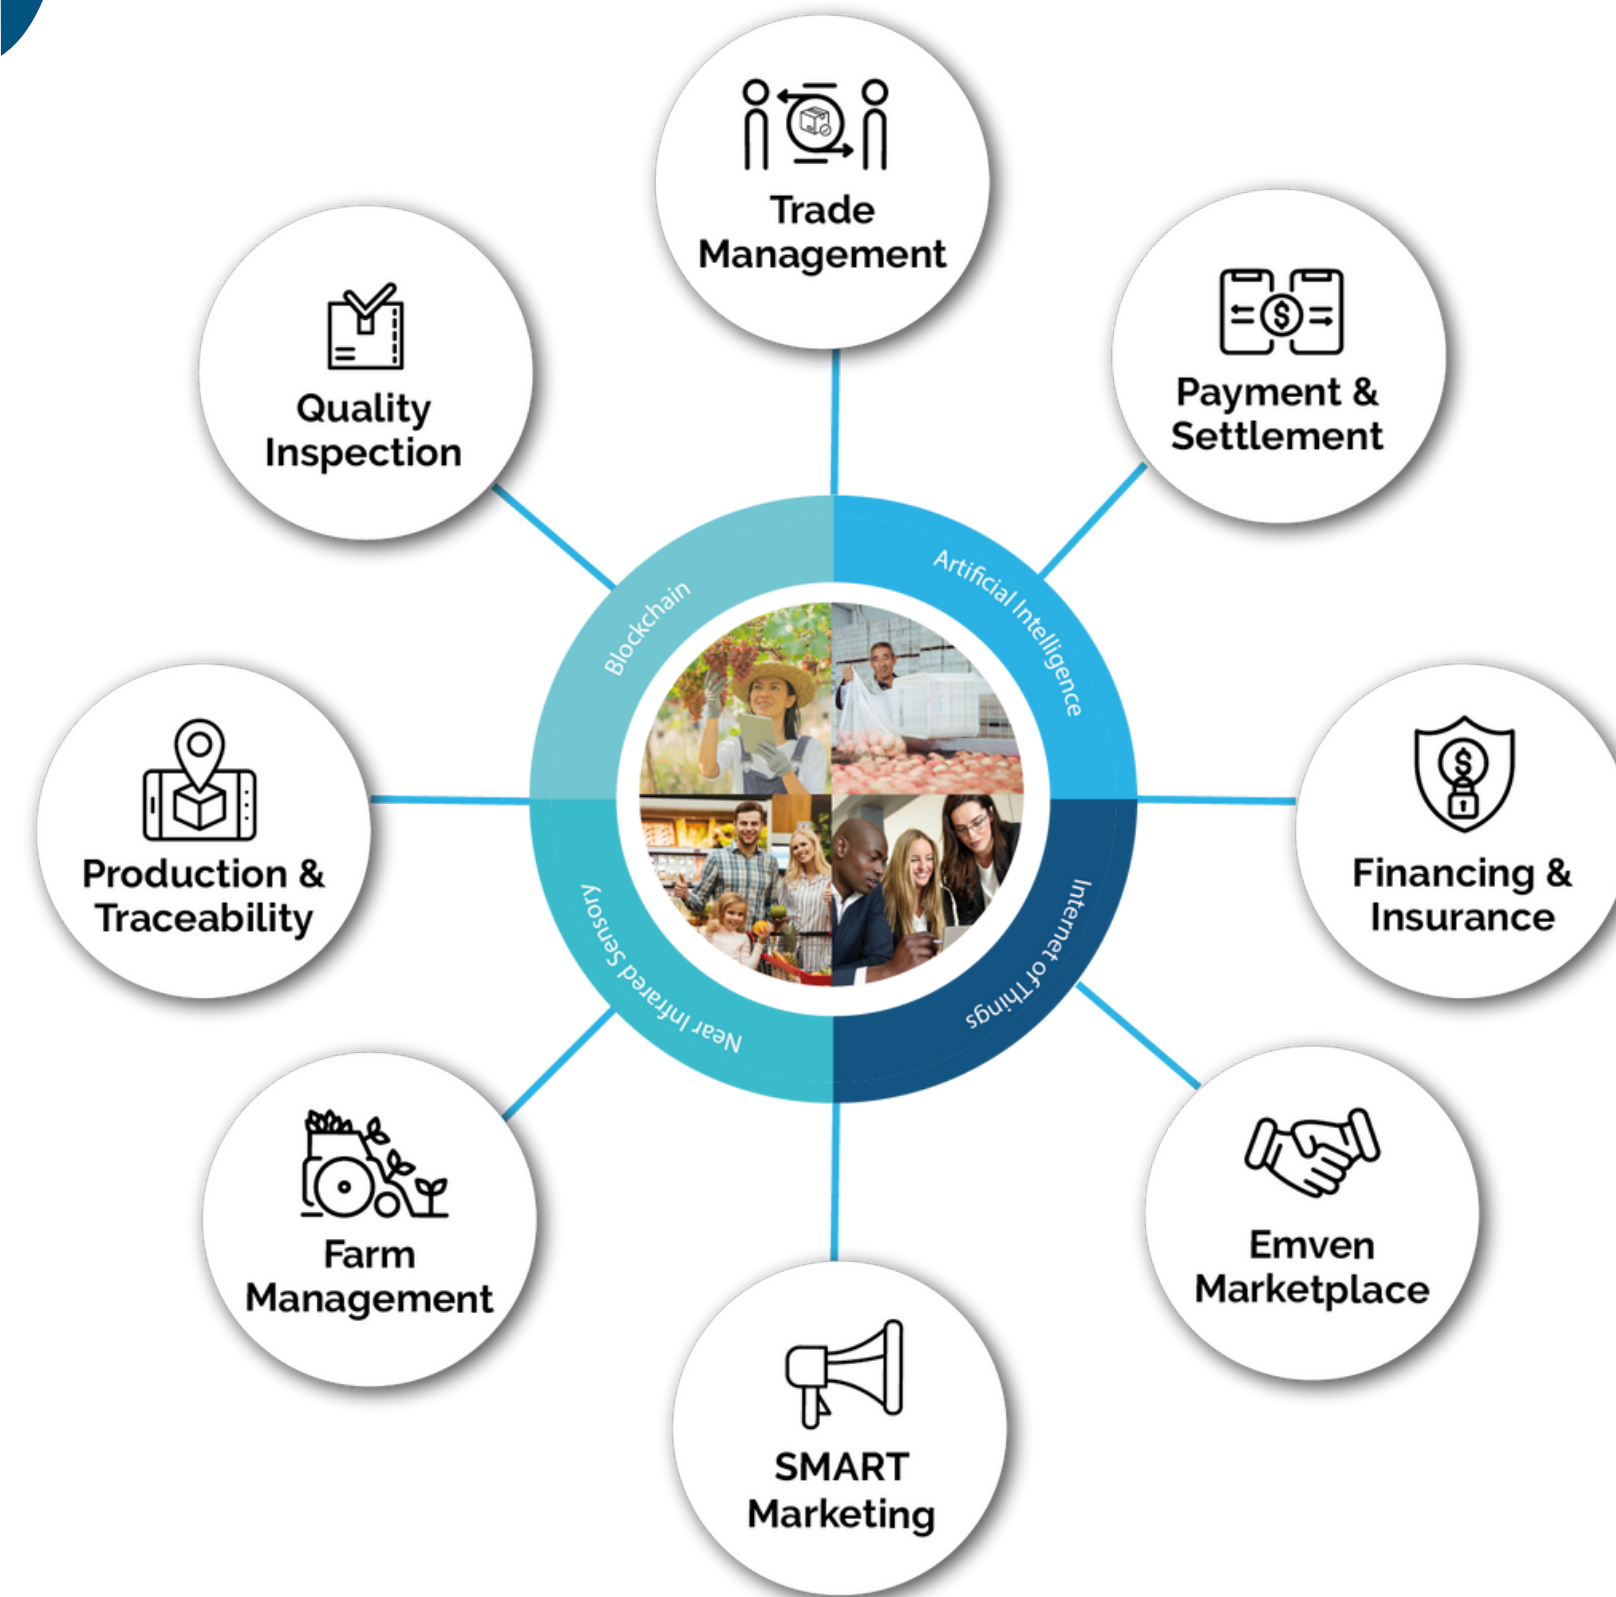 Trade
Management
Payment &
Settlement
Quality
Inspection
Artificial Intelligence
Blockchain
Financing &
Insurance
Production &
Traceability
Internet of Things
Near Infrared Sensory
Emven
Marketplace
Farm
Management
SMART
Marketing